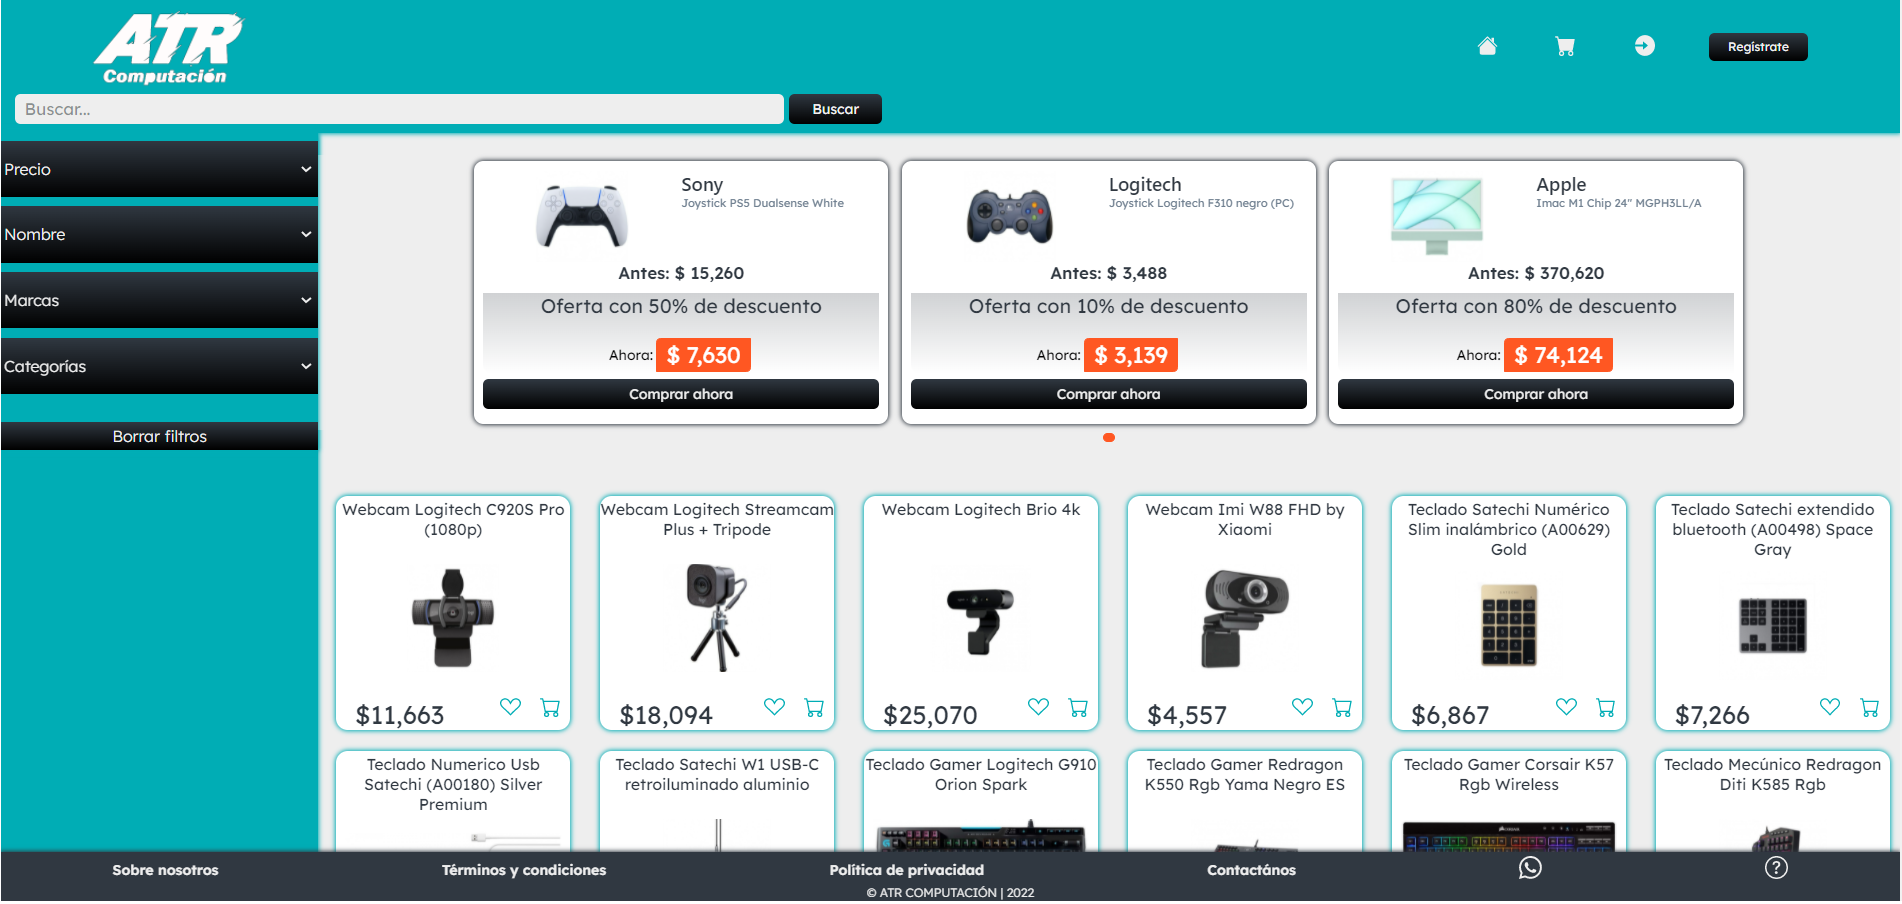 ATR
Computación
Regístrate
Buscar...
Buscar
Precio
Nombre
Marcas
Categorías
Borrar filtros
Sony
Joystick PS5 Dualsense White
Antes: $ 15,260
Oferta con 50% de descuento
Ahora: $ 7,630
Comprar ahora
Logitech
Joystick Logitech F310 negro (PC)
Antes: $ 3,488
Oferta con 10% de descuento
Ahora: $ 3,139
Comprar ahora
Apple
Imac M1 Chip 24" MGPH3LL/A
Antes: $ 370,620
Oferta con 80% de descuento
Ahora: $ 74,124
Comprar ahora
Webcam Logitech C920S Pro
(1080p)
$11,663
Webcam Logitech Streamcam
Plus + Tripode
$18,094
Webcam Logitech Brio 4k
$25,070
Webcam Imi W88 FHD by
Xiaomi
$4,557
Teclado Satechi Numérico
Slim inalámbrico (A00629)
Gold
$6,867
Teclado Satechi extendido
bluetooth (A00498) Space
Gray
$7,266
Teclado Numerico Usb
Satechi (A00180) Silver
Premium
Teclado Satechi W1 USB-C
retroiluminado aluminio
Teclado Gamer Logitech G910
Orion Spark
Teclado Gamer Redragon
K550 Rgb Yama Negro ES
Teclado Gamer Corsair K57
Rgb Wireless
Teclado Mecúnico Redragon
Diti K585 Rgb
Sobre nosotros
Términos y condiciones
Política de privacidad
Contactános
© ATR COMPUTACIÓN | 2022